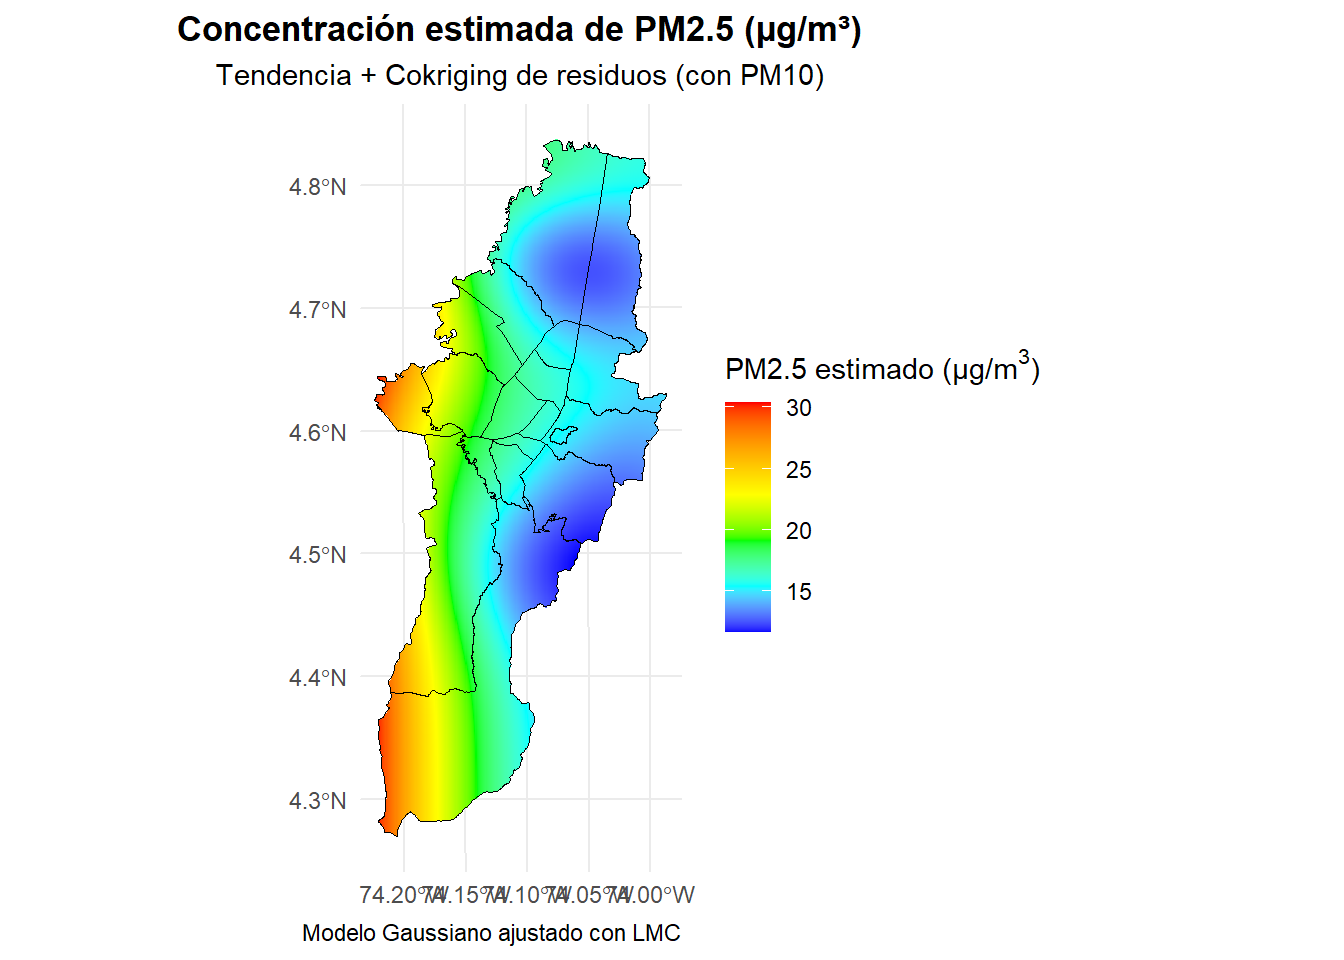 Concentración estimada de PM2.5 (µg/m³)
Tendencia + Cokriging de residuos (con PM10)
4.8°N
4.7°N
4.6°N
4.5°N
4.4°N
4.3°N
74.20°W 74.15°W 74.10°W 74.05°W 74.00°W
Modelo Gaussiano ajustado con LMC
PM2.5 estimado (µg/m³)
30
25
20
15